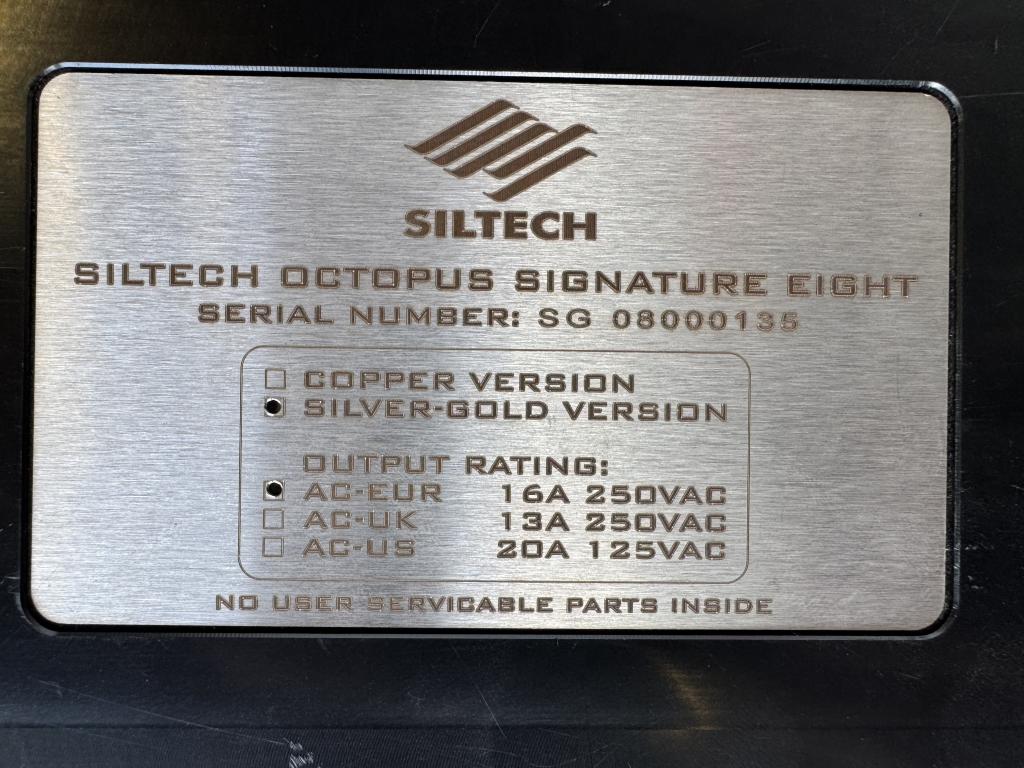 SILTECH
SILTECH OCTOPUS SIGNATURE EIGHT
SERIAL NUMBER: SG 08000135
COPPER VERSION
SILVER-GOLD VERSION
OUTPUT RATING:
AC-EUR 16A 250VAC
AC-UK 13A 250VAC
AC-US 20A 125VAC
NO USER SERVICABLE PARTS INSIDE